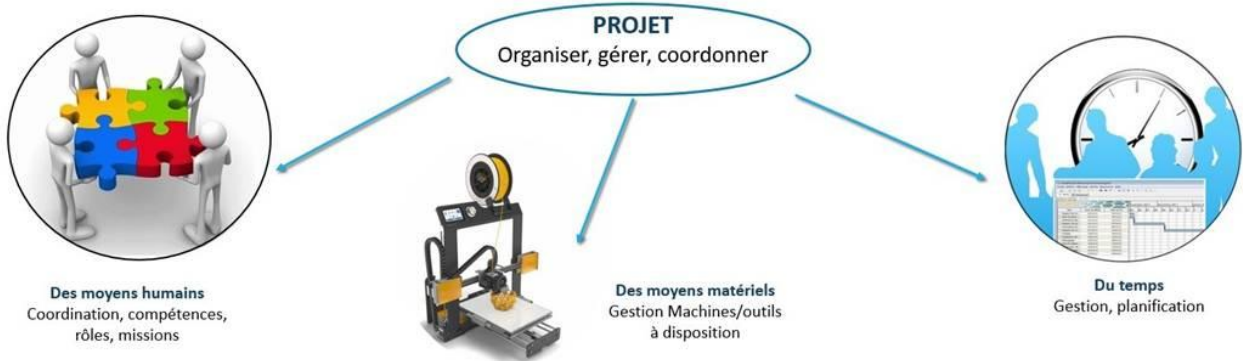 PROJET
Organiser, gérer, coordonner
Des moyens humains
Coordination, compétences,
rôles, missions
Des moyens matériels
Gestion Machines/outils
à disposition
Du temps
Gestion, planification